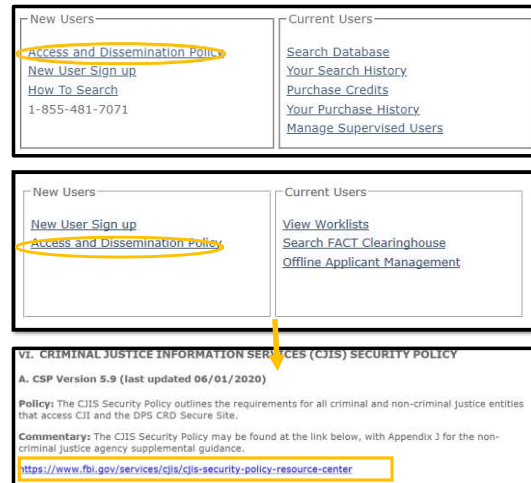 New Users
Access and Dissemination Policy
New User Sign up
How To Search
1-855-481-7071
Current Users
Search Database
Your Search History
Purchase Credits
Your Purchase History
Manage Supervised Users
New Users
New User Sign up
Access and Dissemination Policy
Current Users
View Worklists
Search FACT Clearinghouse
Offline Applicant Management
VI. CRIMINAL JUSTICE INFORMATION SERVICES (CJIS) SECURITY POLICY
A. CSP Version 5.9 (last updated 06/01/2020)
Policy: The CJIS Security Policy outlines the requirements for all criminal and non-criminal justice entities
that access CJI and the DPS CRD Secure Site.
Commentary: The CJIS Security Policy may be found at the link below, with Appendix J for the non-
criminal justice agency supplemental guidance.
https://www.fbi.gov/services/cjis/cjis-security-policy-resource-center